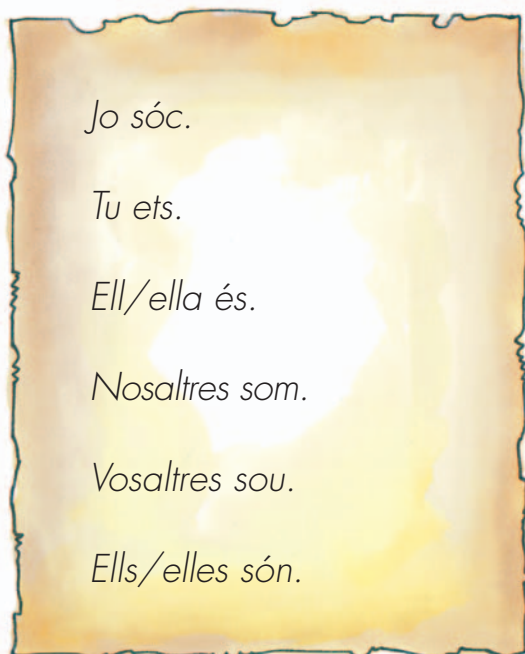 Jo sóc.
Tu ets.
Ell/ella és.
Nosaltres som.
Vosaltres sou.
Ells/elles són.